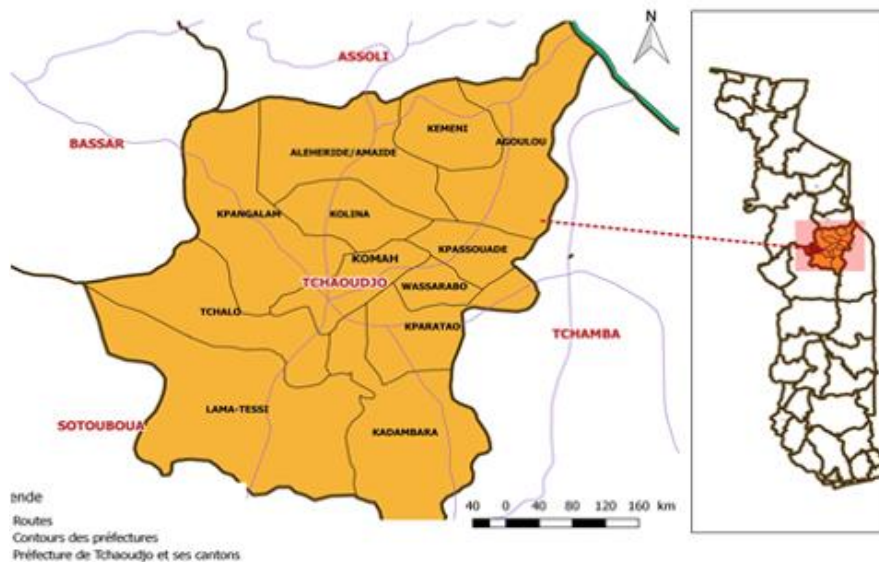 N
ASSOLI
BASSAR
KEMENI
AGOULOU
ALEHERIDE/AMAIDE
KPANGALAM
KOLINA
KPASSOUADE
KOMAH
TCHAOUDJO
WASSARABO
TCHALO
KPARATAO
TCHAMBA
LAMA-TESSI
SOTOUBOUA
KADAMBARA
40 0 40 80 120 160 km
ende
Routes
Contours des préfectures
Préfecture de Tchaoudjo et ses cantons